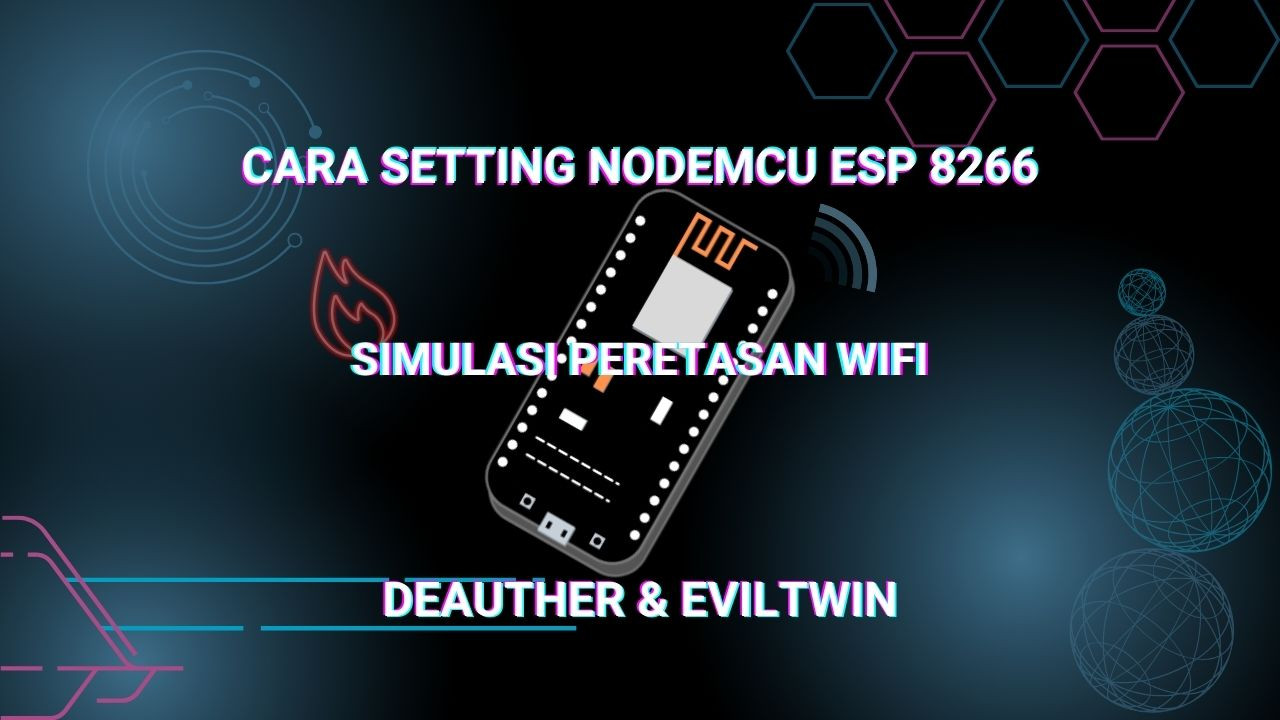 CARA SETTING NODEMCU ESP 8266
SIMULASI PERETASAN WIFI
DEAUTHER & EVILTWIN